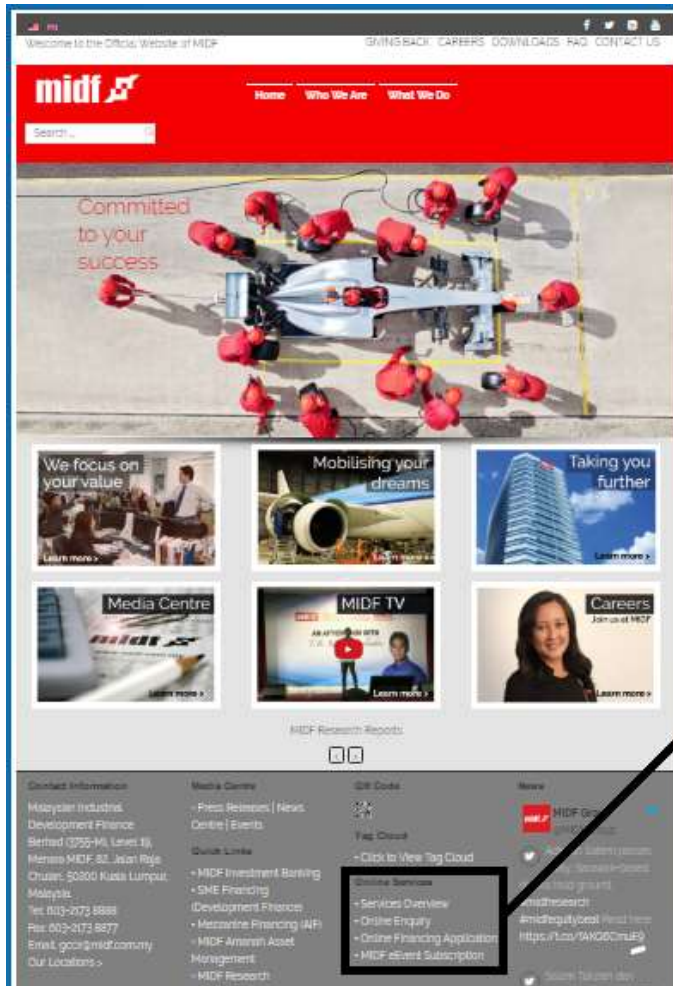 Welcome to the Official Website of MIDF
GIVING BACK CAREERS DOWNLOADS FAQ CONTACT US
midf
Home Who We Are What We Do
Search ...
Committed
to your
success
We focus on
your value
Learn more >
Mobilising your
dreams
Learn more >
Taking you
further
Learn more >
Media Centre
midf
Learn more >
MIDF TV
AN AFTERNOON WITH
Learn more >
Careers
Join us at MIDF
Learn more >
MIDF Research Reports
Contact Information
Malaysian Industrial
Development Finance
Berhad (3755-M), Level 19,
Menara MIDF, 82, Jalan Raja
Chulan, 50200 Kuala Lumpur,
Malaysia.
Tel: 603-2173 8888
Fax: 603-2173 8877
Our Locations >
Media Centre
• Press Releases | News
Centre | Events
Quick Links
• MIDF Investment Banking
• SME Financing
(Development Finance)
• Mezzanine Financing (AIF)
• MIDF Amanah Asset
Management
• MIDF Research
QR Code
Tag Cloud
• Click to View Tag Cloud
Online Services
• Services Overview
• Online Enquiry
• Online Financing Application
• MIDF eEvent Subscription
News
midf
#midfresearch
#midfequitybeat Read here